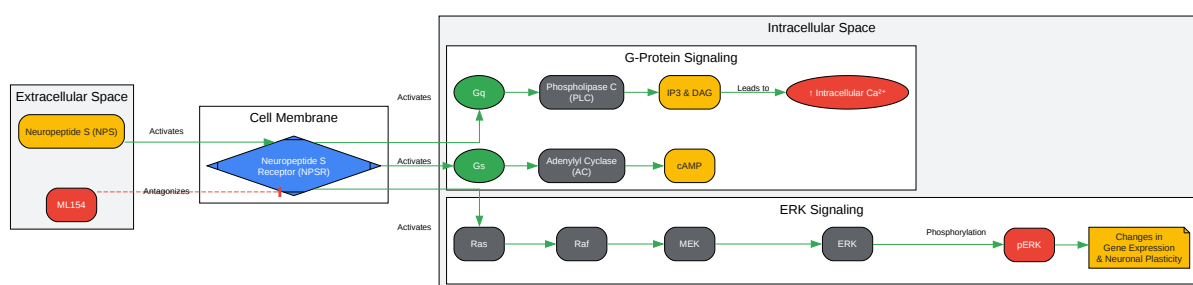 Intracellular Space
G-Protein Signaling
Extracellular Space
Neuropeptide S (NPS)
ML154
Activates
Antagonizes
Cell Membrane
Neuropeptide S
Receptor (NPSR)
Activates
Activates
Activates
Gq
Phospholipase C
(PLC)
IP3 & DAG
Leads to
↑ Intracellular Ca²⁺
Gs
Adenylyl Cyclase
(AC)
cAMP
ERK Signaling
Ras
Raf
MEK
ERK
Phosphorylation
pERK
Changes in
Gene Expression
& Neuronal Plasticity